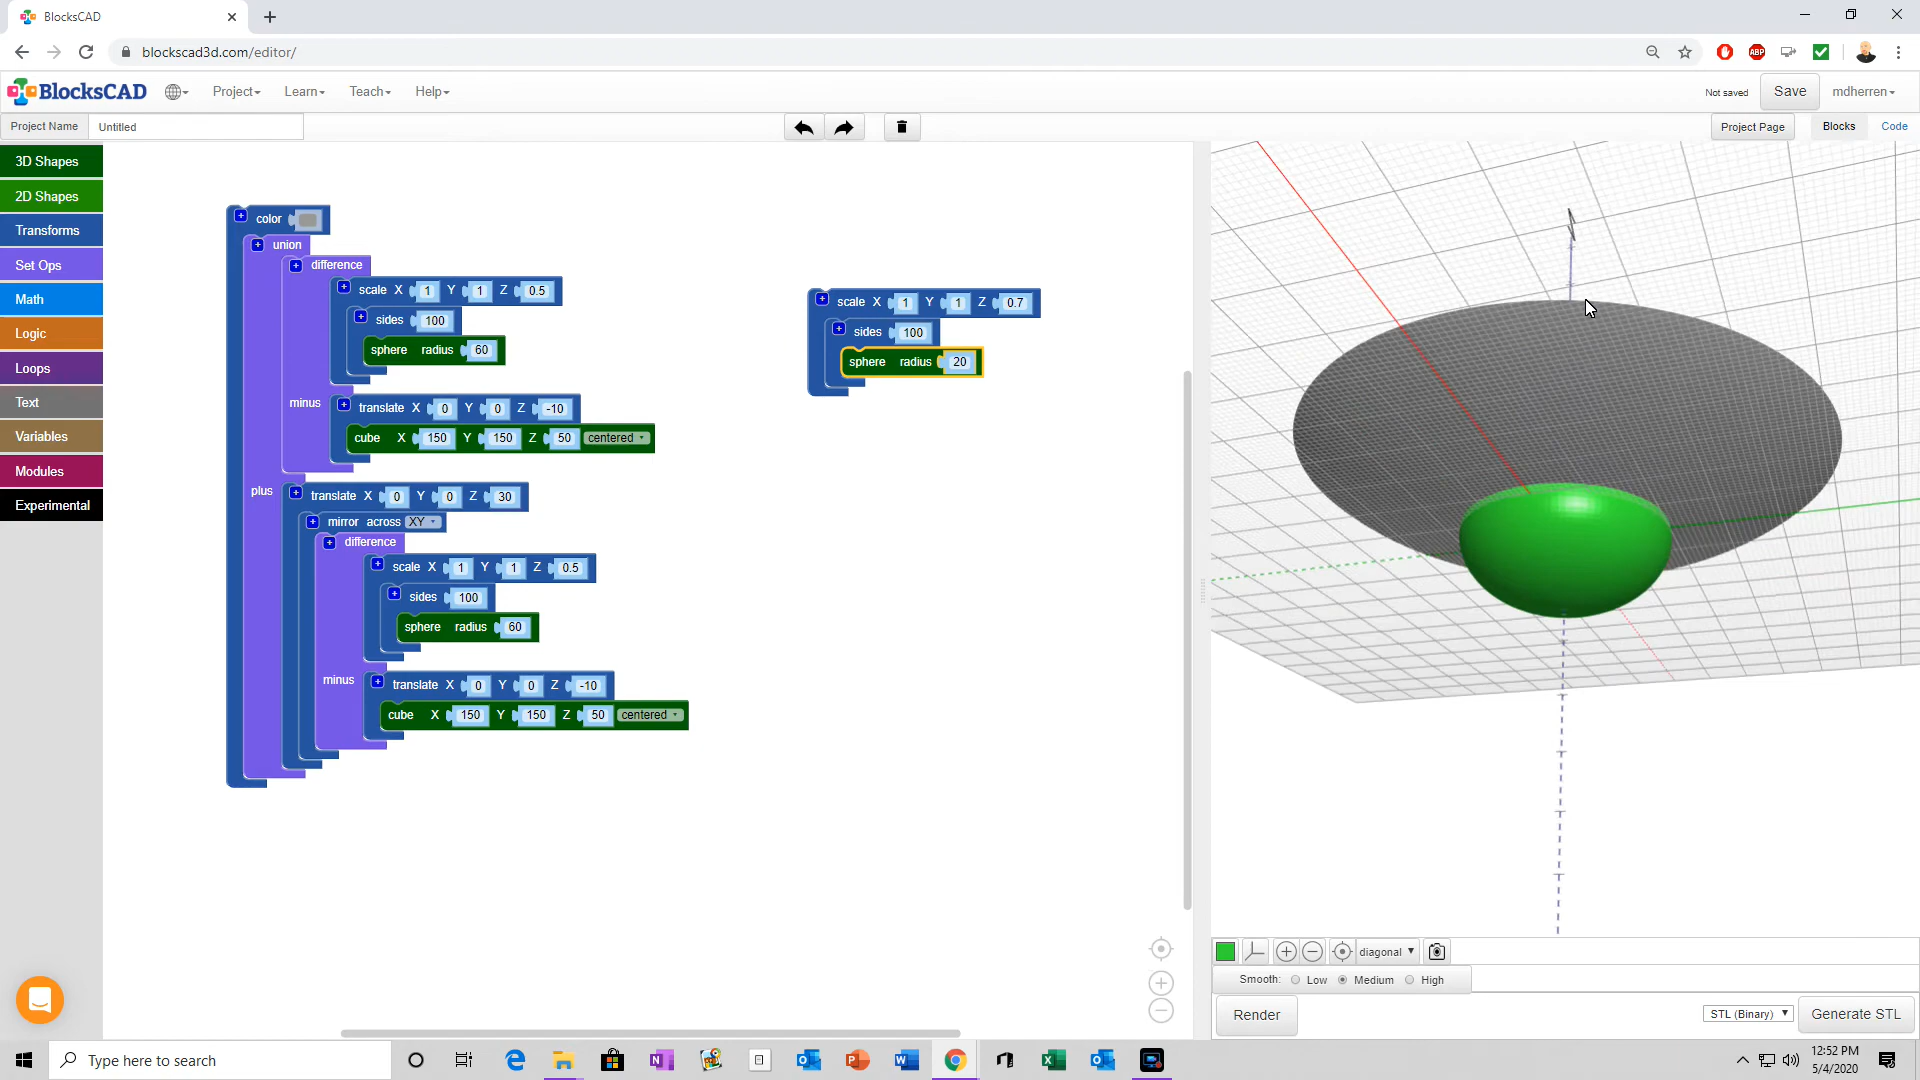 BlocksCAD
blockscad3d.com/editor/
ABP
BlocksCAD Project Learn Teach Help Not saved Save mdherren
Project Name Untitled Project Page Blocks Code
3D Shapes
2D Shapes
Transforms
Set Ops
Math
Logic
Loops
Text
Variables
Modules
Experimental
+ color
+ union
+ difference
+ scale X 1 Y 1 Z 0.5
+ sides 100
sphere radius 60
minus + translate X 0 Y 0 Z -10
cube X 150 Y 150 Z 50 centered
plus + translate X 0 Y 0 Z 30
+ mirror across XY
+ difference
+ scale X 1 Y 1 Z 0.5
+ sides 100
sphere radius 60
minus + translate X 0 Y 0 Z -10
cube X 150 Y 150 Z 50 centered
+ scale X 1 Y 1 Z 0.7
+ sides 100
sphere radius 20
Z
diagonal
Smooth: Low Medium High
Render STL (Binary) Generate STL
Type here to search
12:52 PM
5/4/2020